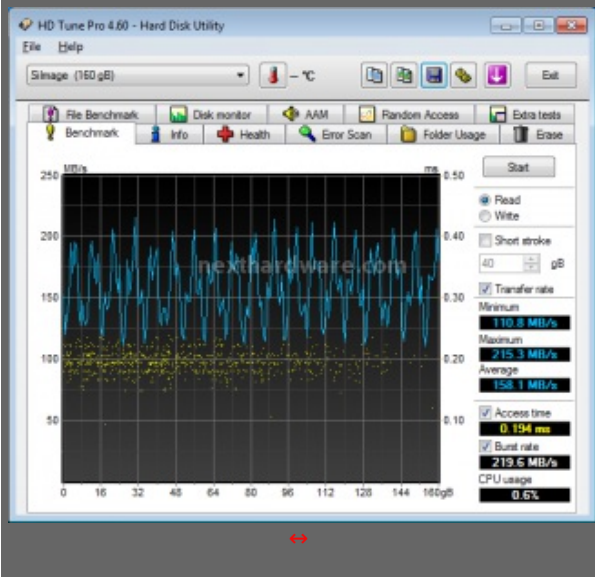 HD Tune Pro 4.60 - Hard Disk Utility
File Help
SiImage (160 gB)
– °C
Exit
File Benchmark Disk monitor AAM Random Access Extra tests
Benchmark Info Health Error Scan Folder Usage Erase
Start
MB/s ms
250 0.50
Read
Write
200 0.40
Short stroke
40 gB
nexthardware.com
Transfer rate
150 0.30
Minimum
110.8 MB/s
Maximum
215.3 MB/s
100 0.20
Average
158.1 MB/s
50 0.10
Access time
0.194 ms
Burst rate
219.6 MB/s
CPU usage
0.6%
0 16 32 48 64 80 96 112 128 144 160gB